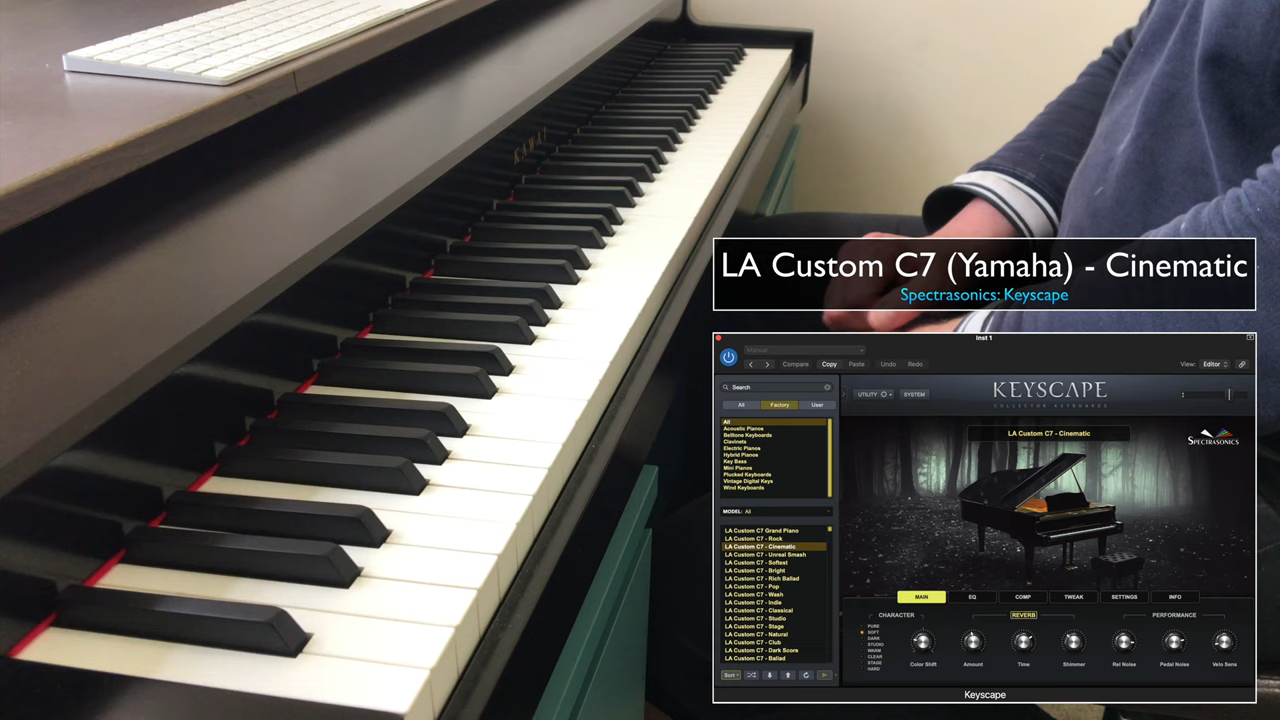 KAWAI
LA Custom C7 (Yamaha) - Cinematic
Spectrasonics: Keyscape
Inst 1
Manual
Compare Copy Paste Undo Redo
View: Editor
Search
UTILITY
SYSTEM
KEYSCAPE
COLLECTOR KEYBOARDS
All Factory User
LA Custom C7 - Cinematic
SPECTRASONICS
All
Acoustic Pianos
Belltone Keyboards
Clavinets
Electric Pianos
Hybrid Pianos
Key Bass
Mini Pianos
Plucked Keyboards
Vintage Digital Keys
Wind Keyboards
MODEL: All
LA Custom C7 Grand Piano
LA Custom C7 - Rock
LA Custom C7 - Cinematic
LA Custom C7 - Unreal Smash
LA Custom C7 - Softest
LA Custom C7 - Bright
LA Custom C7 - Rich Ballad
LA Custom C7 - Pop
LA Custom C7 - Wash
LA Custom C7 - Indie
LA Custom C7 - Classical
LA Custom C7 - Studio
LA Custom C7 - Stage
LA Custom C7 - Natural
LA Custom C7 - Club
LA Custom C7 - Dark Score
LA Custom C7 - Ballad
Sort
MAIN EQ COMP TWEAK SETTINGS INFO
CHARACTER REVERB PERFORMANCE
PURE
SOFT
DARK
STUDIO
WARM
CLEAR
STAGE
HARD
Color Shift Amount Time Shimmer Rel Noise Pedal Noise Velo Sens
Keyscape